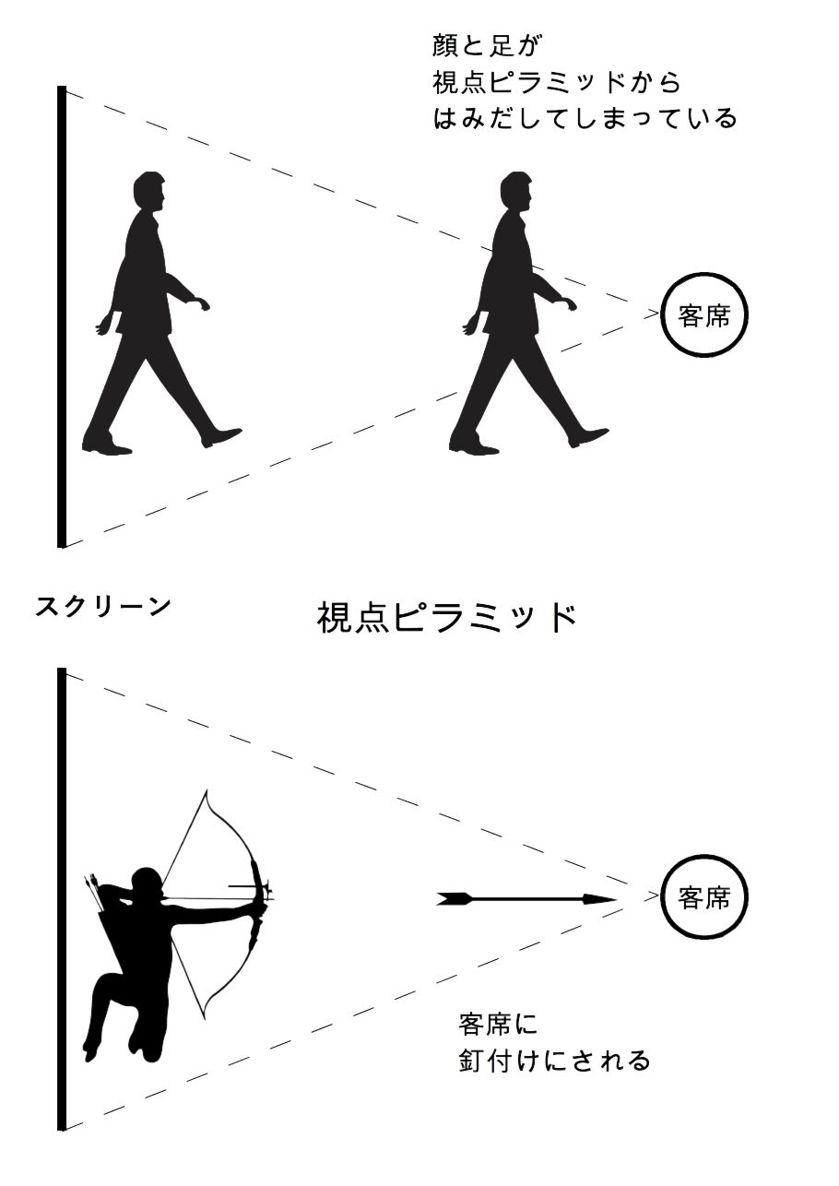 顔と足が
視点ピラミッドから
はみだしてしまっている
客席
スクリーン
視点ピラミッド
客席
客席に
釘付けにされる